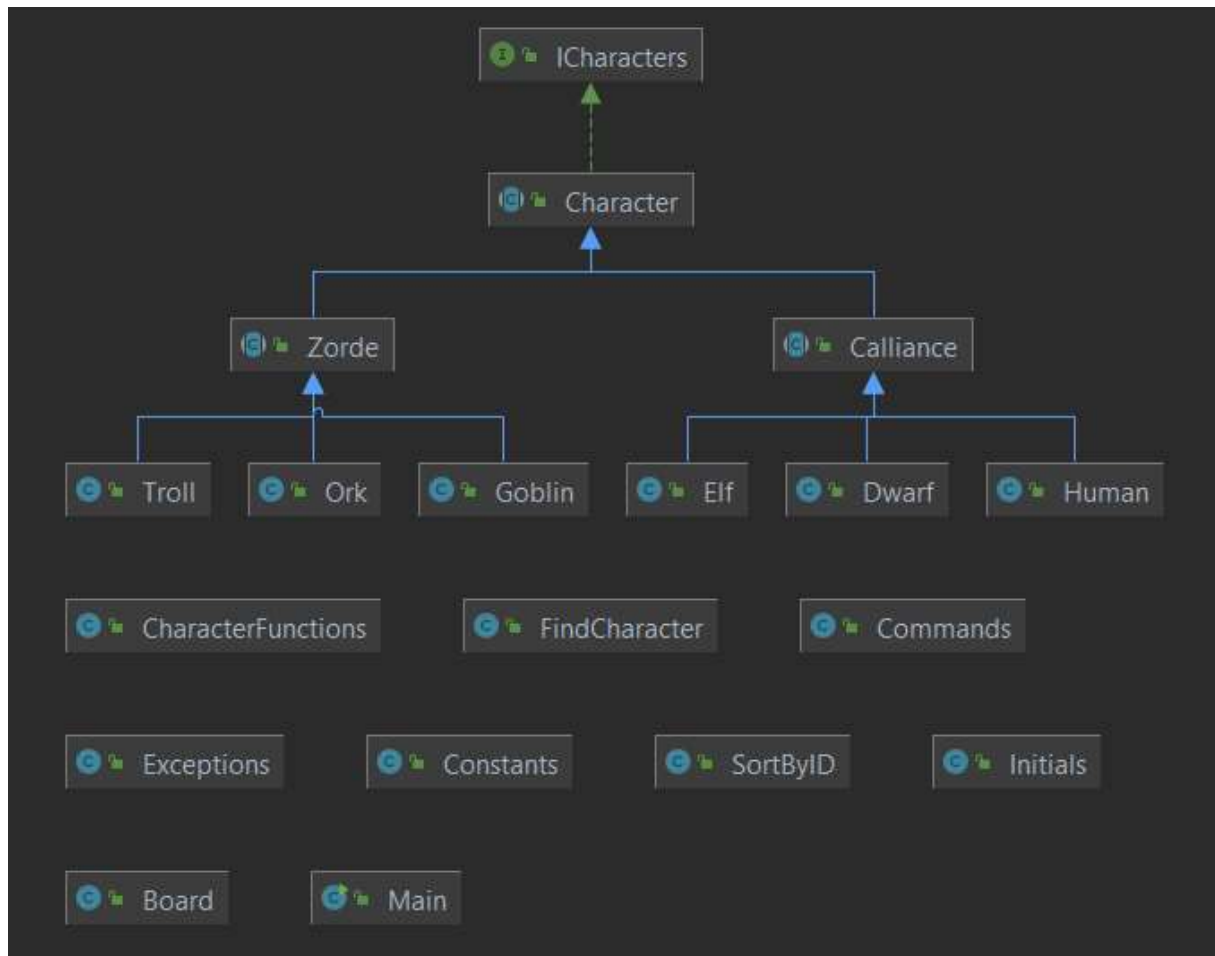 ICharacters
Character
Zorde Calliance
Troll Ork Goblin Elf Dwarf Human
CharacterFunctions FindCharacter Commands
Exceptions Constants SortByID Initials
Board Main